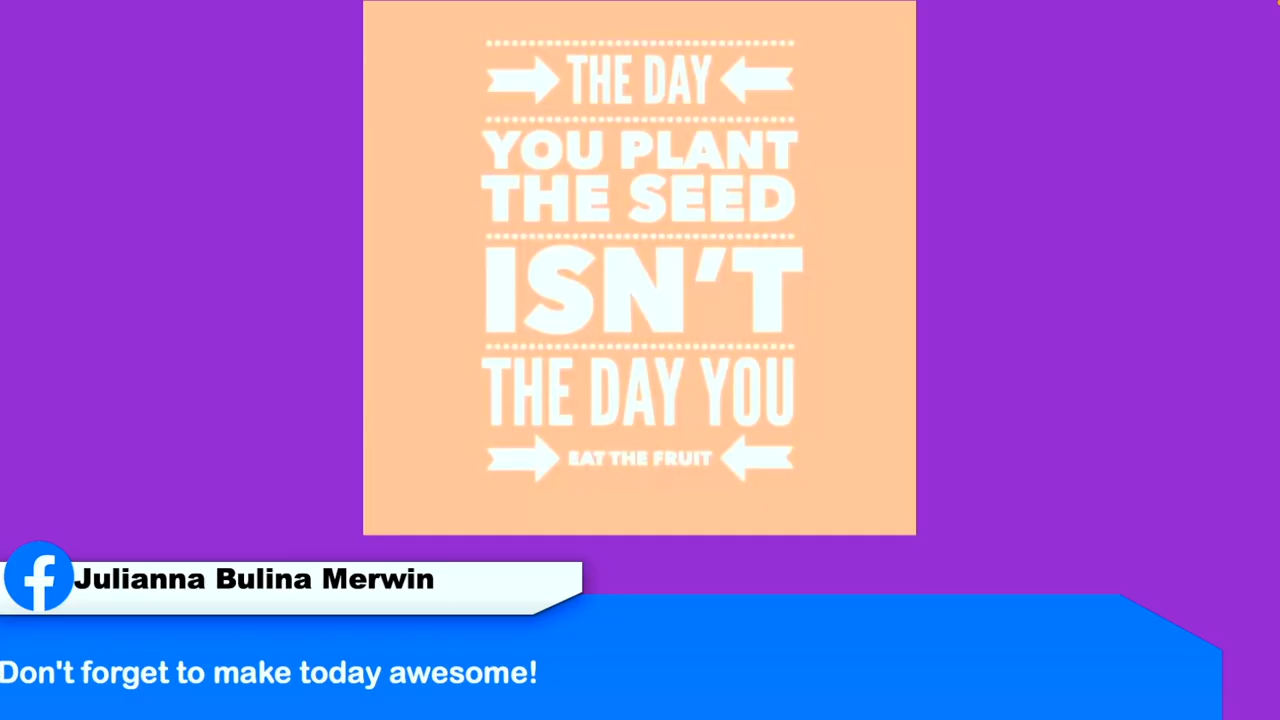 THE DAY
YOU PLANT
THE SEED
ISN'T
THE DAY YOU
EAT THE FRUIT
Julianna Bulina Merwin
Don't forget to make today awesome!